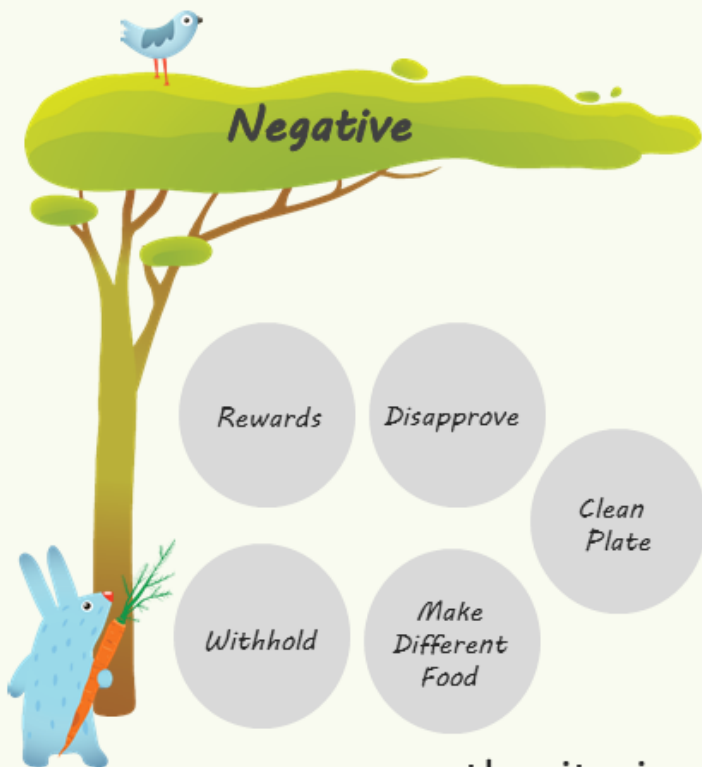 Negative
Rewards
Disapprove
Clean
Plate
Withhold
Make
Different
Food